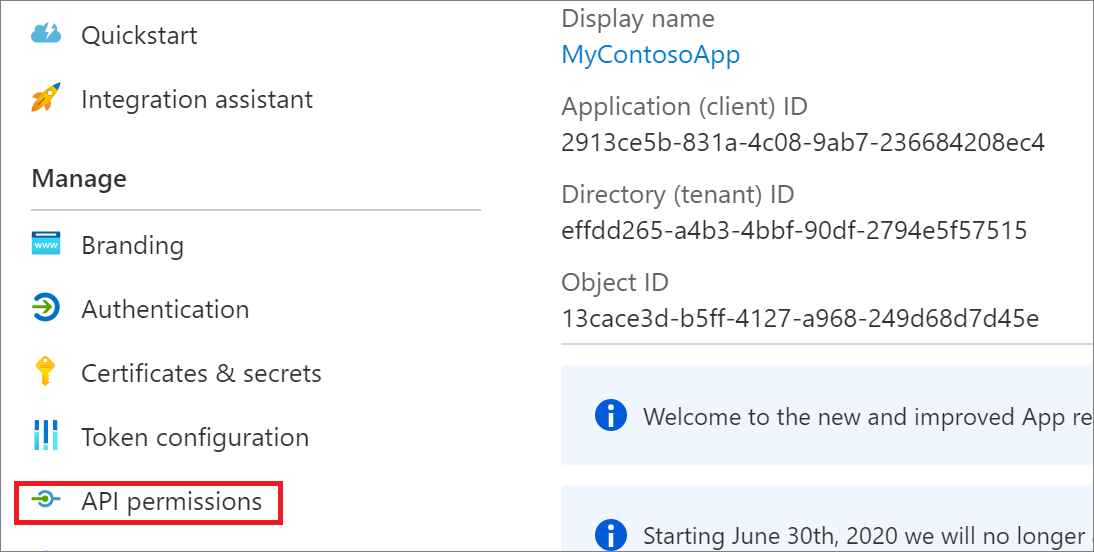 Quickstart
Integration assistant
Manage
www
Branding
Authentication
Certificates & secrets
Token configuration
API permissions
Display name
MyContosoApp
Application (client) ID
2913ce5b-831a-4c08-9ab7-236684208ec4
Directory (tenant) ID
effdd265-a4b3-4bbf-90df-2794e5f57515
Object ID
13cace3d-b5ff-4127-a968-249d68d7d45e
Welcome to the new and improved App re
Starting June 30th, 2020 we will no longer